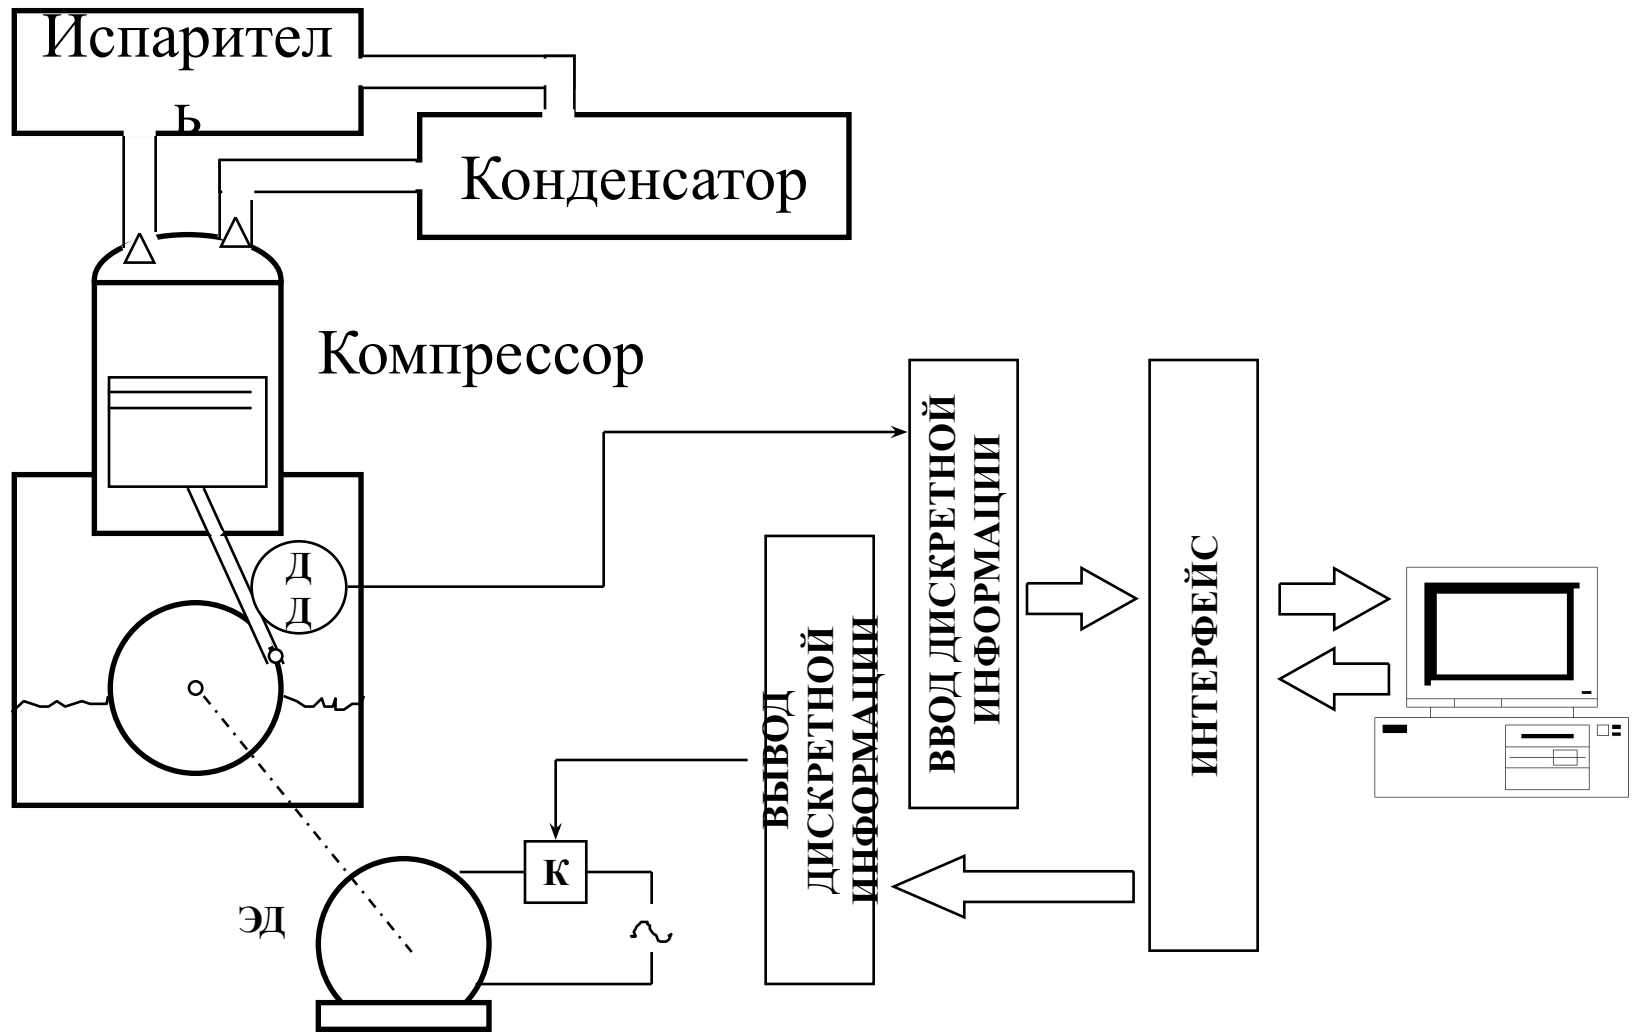 Испарител
ь
Конденсатор
Компрессор
Д
Д
ВВОД ДИСКРЕТНОЙ
ИНФОРМАЦИИ
ИНТЕРФЕЙС
ВЫВОД
ДИСКРЕТНОЙ
ИНФОРМАЦИИ
К
ЭД